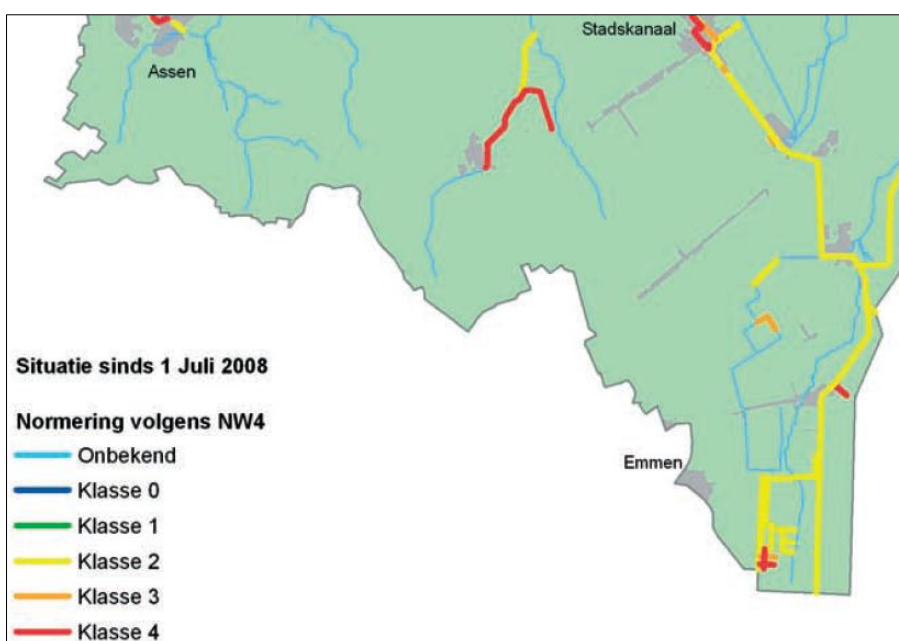 Stadskanaal
Assen
Situatie sinds 1 Juli 2008
Normering volgens NW4
Onbekend
Klasse 0
Emmen
Klasse 1
Klasse 2
Klasse 3
Klasse 4